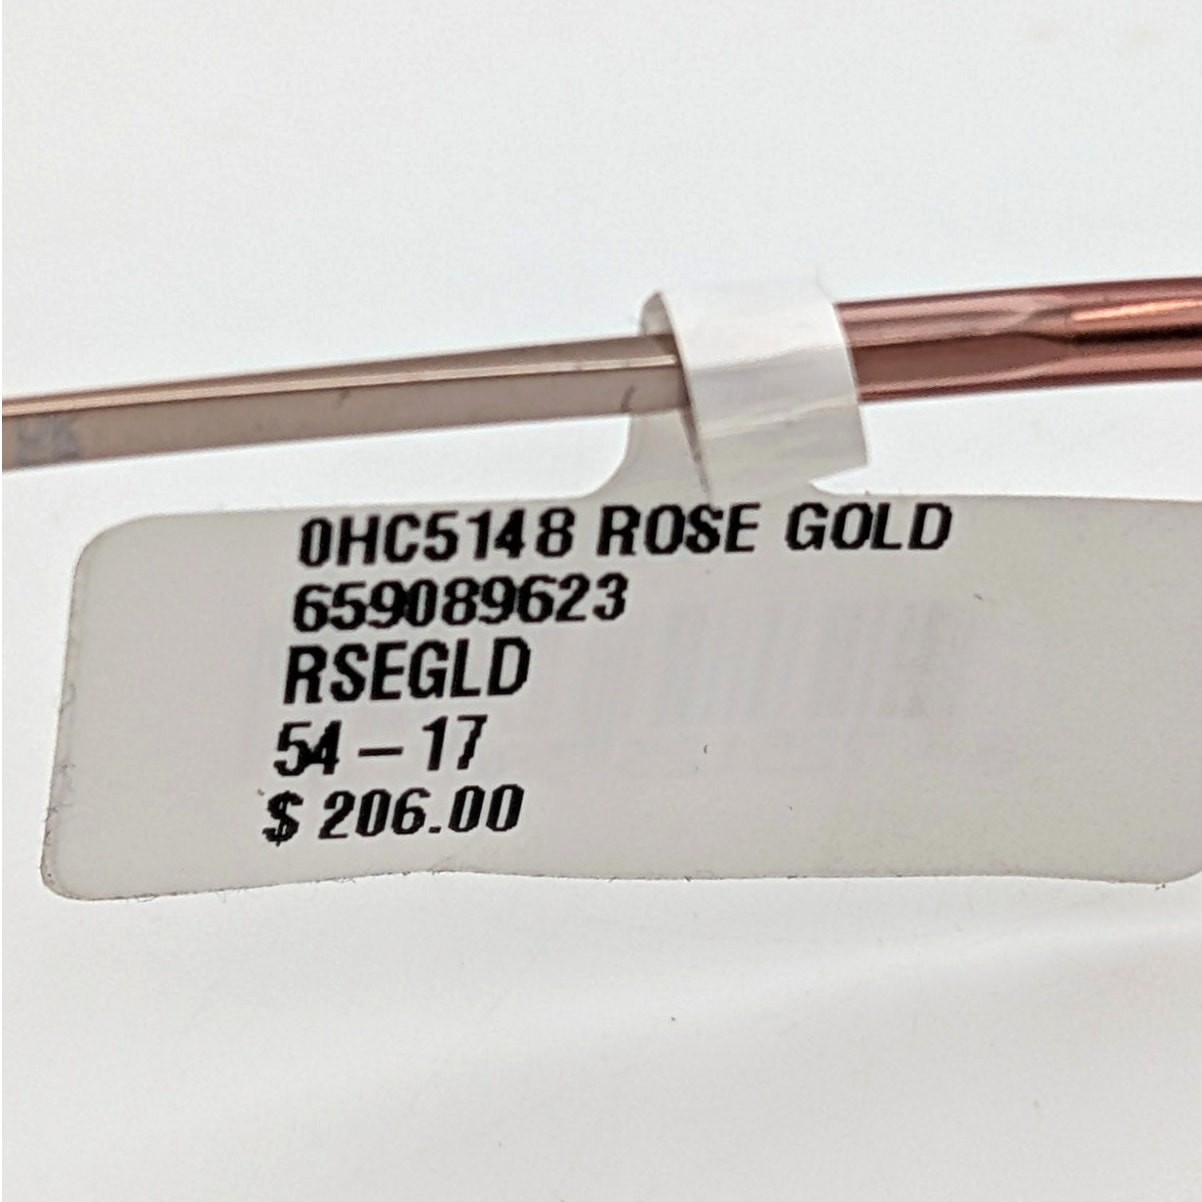 0HC5148 ROSE GOLD
659089623
RSEGLD
54 – 17
$ 206.00